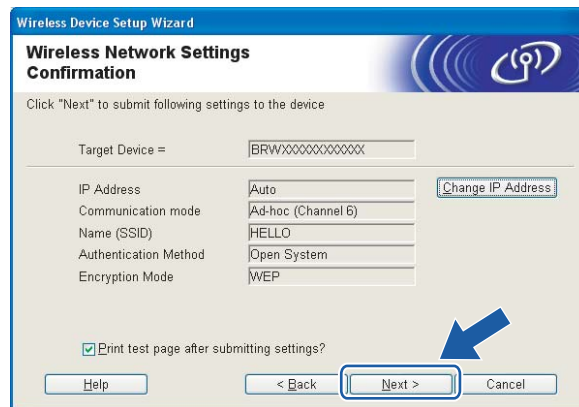 Wireless Device Setup Wizard
Wireless Network Settings
Confirmation
Click "Next" to submit following settings to the device
Target Device = BRWXXXXXXXXXXXX
IP Address Auto Change IP Address
Communication mode Ad-hoc (Channel 6)
Name (SSID) HELLO
Authentication Method Open System
Encryption Mode WEP
Print test page after submitting settings?
Help < Back Next > Cancel